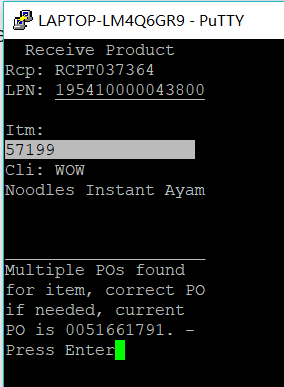 LAPTOP-LM4Q6GR9 - PuTTY
Receive Product
Rcp: RCPT037364
LPN: 195410000043800
Itm:
57199
Cli: WOW
Noodles Instant Ayam
Multiple POs found
for item, correct PO
if needed, current
PO is 0051661791. -
Press Enter